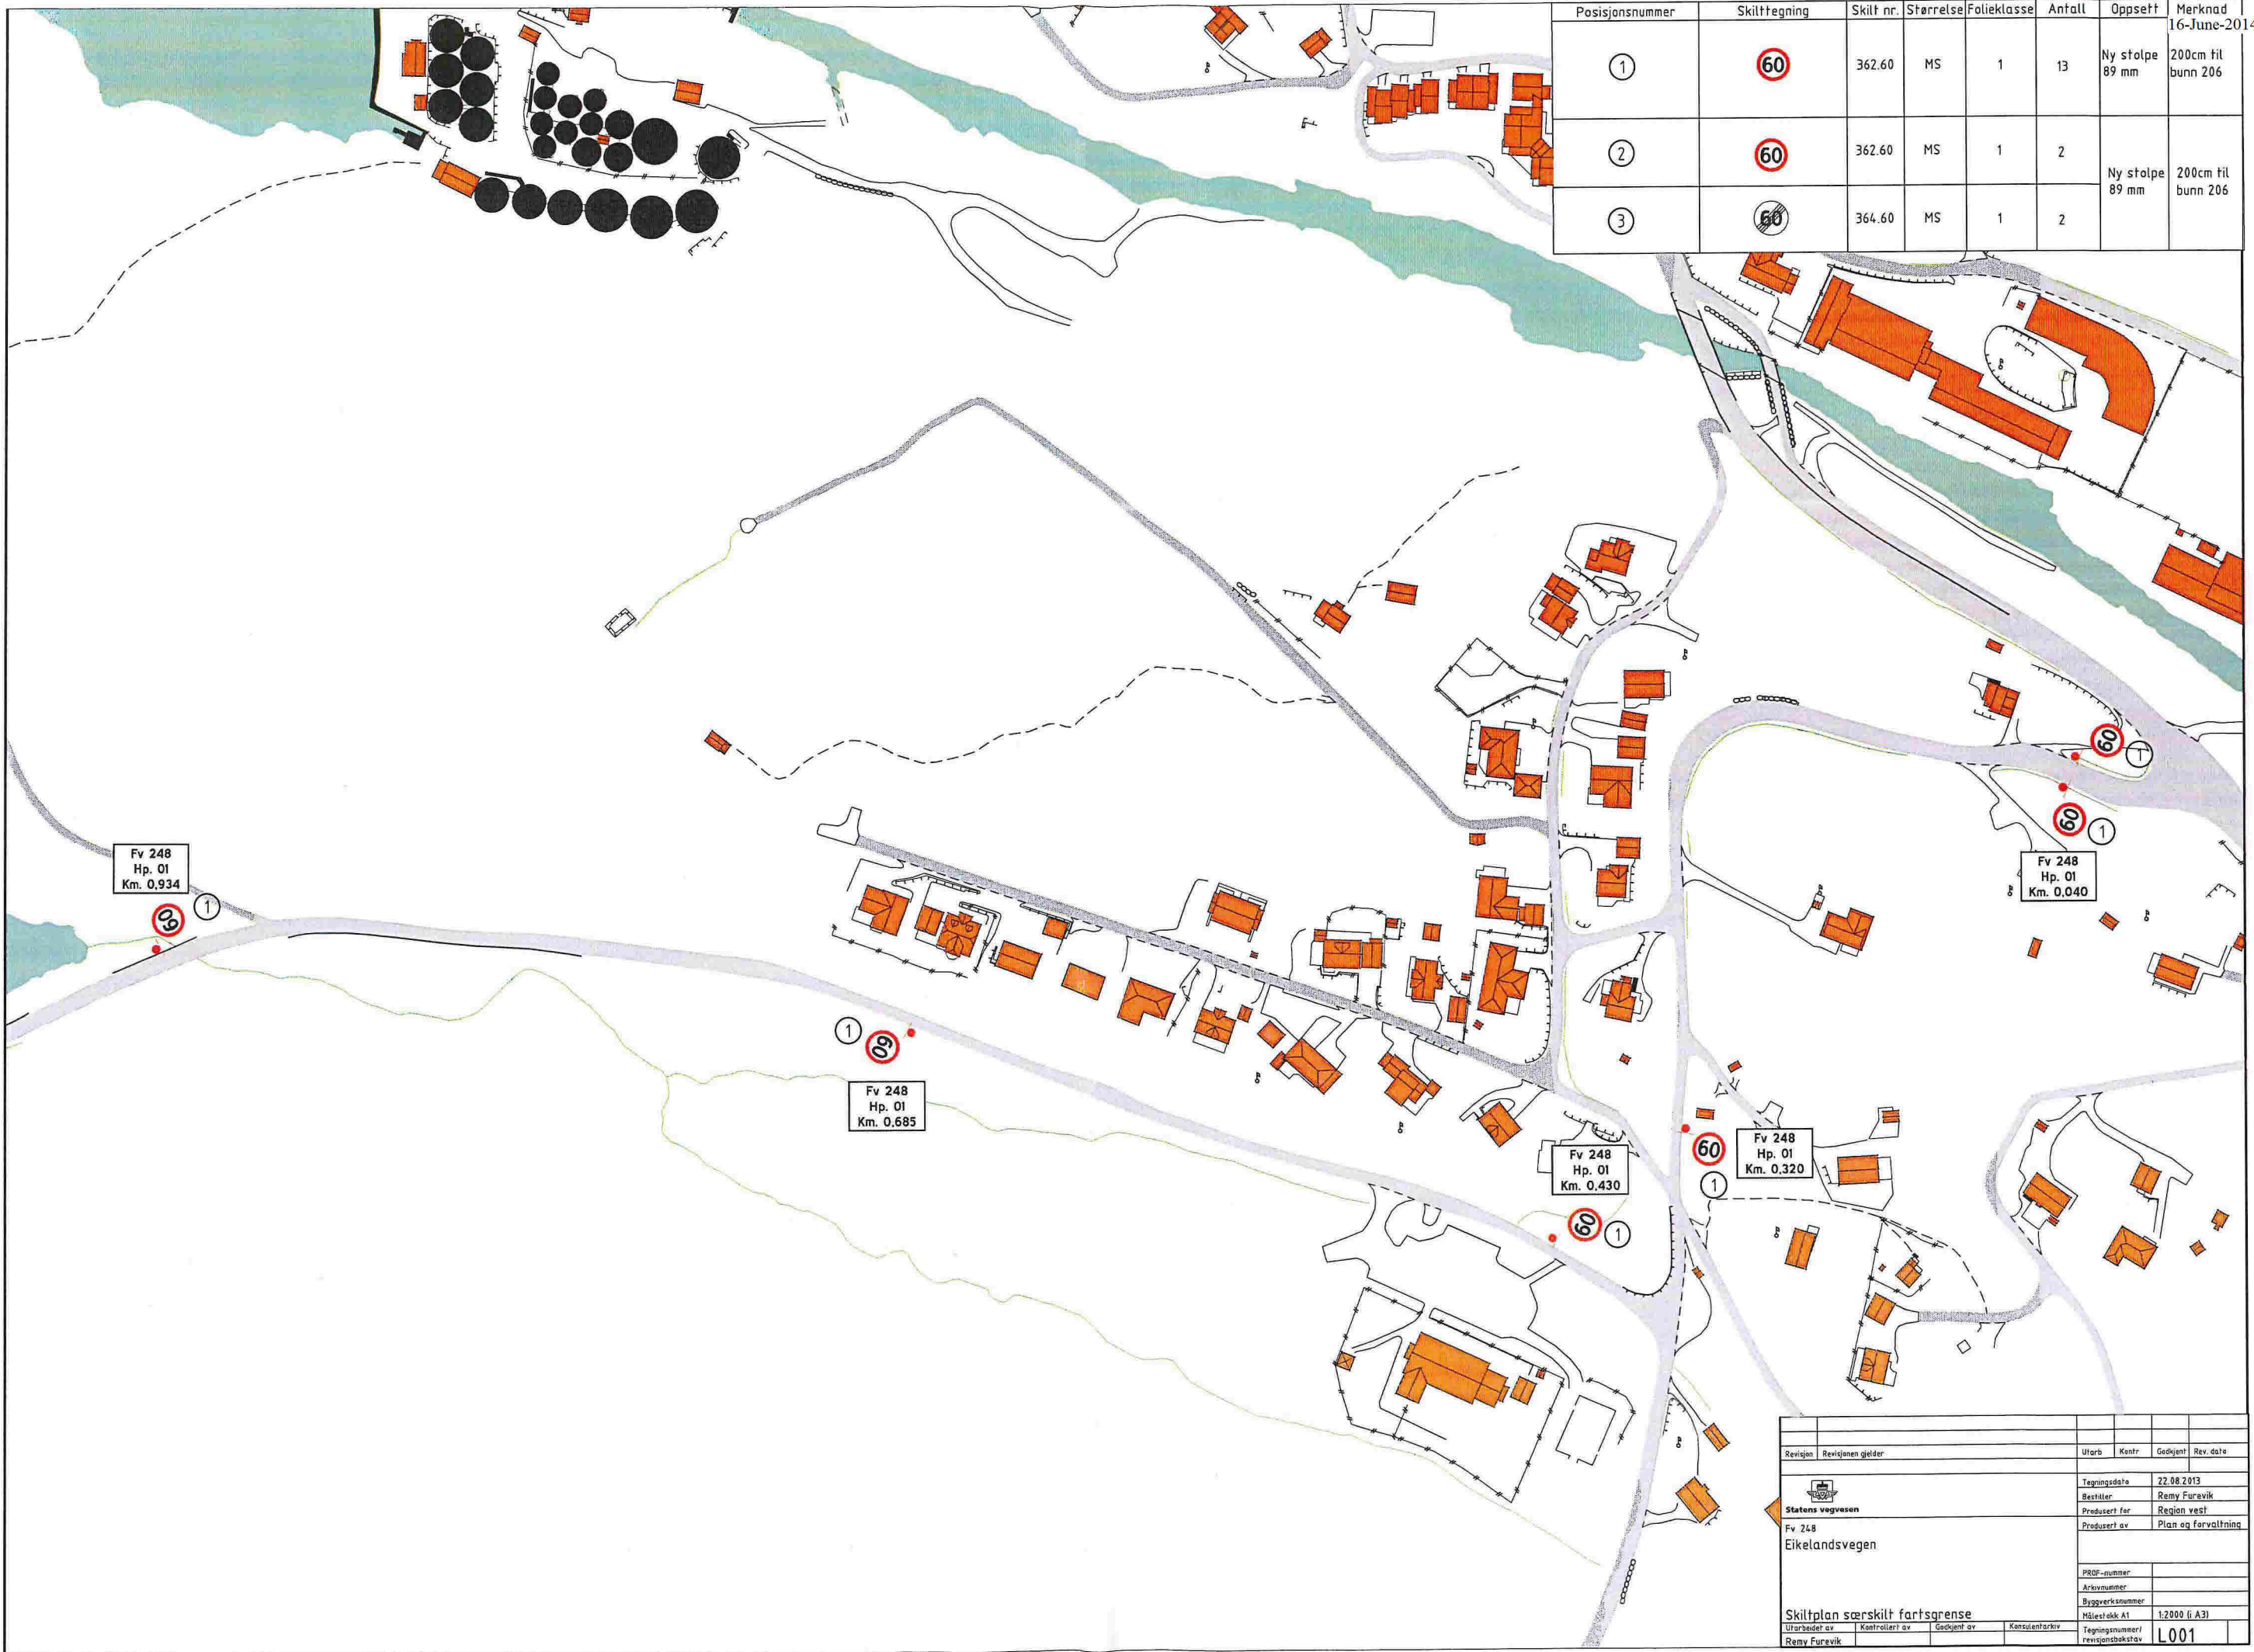 Posisjonsnummer Skilttegning Skilt nr. Størrelse Folieklasse Antall Oppsett Merknad
16-June-2014
1 60 362.60 MS 1 13 Ny stolpe 89 mm 200cm til bunn 206
2 60 362.60 MS 1 2 Ny stolpe 89 mm 200cm til bunn 206
3 60 364.60 MS 1 2
60
1
60
1
Fv 248
Hp. 01
Km. 0,040
Fv 248
Hp. 01
Km. 0,934
60
1
1
60
Fv 248
Hp. 01
Km. 0,685
Fv 248
Hp. 01
Km. 0,430
60
1
60
1
Fv 248
Hp. 01
Km. 0,320
Revisjon Revisjonen gjelder Utarb Kontr Godkjent Rev. dato
Statens vegvesen
Fv 248
Eikelandsvegen
Skiltplan særskilt fartsgrense
Tegningsdato 22.08.2013
Bestiller Remy Furevik
Produsert for Region vest
Produsert av Plan og forvaltning
PROF-nummer
Arkivnummer
Byggverksnummer
Målestokk A1 1:2000 (i A3)
Utarbeidet av Kontrollert av Godkjent av Konsulentarkiv
Remy Furevik
Tegningsnummer/
revisjonsbokstav L001